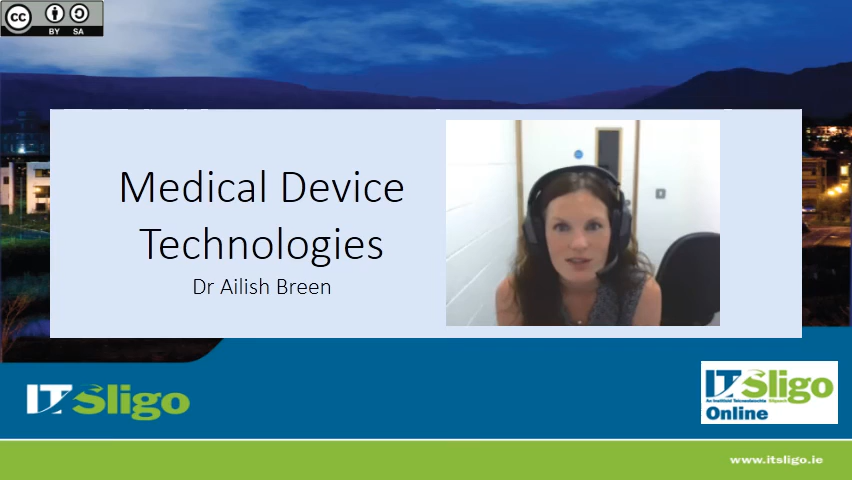 cc
BY SA
Medical Device
Technologies
Dr Ailish Breen
IT Sligo
IT Sligo
Online
www.itsligo.ie